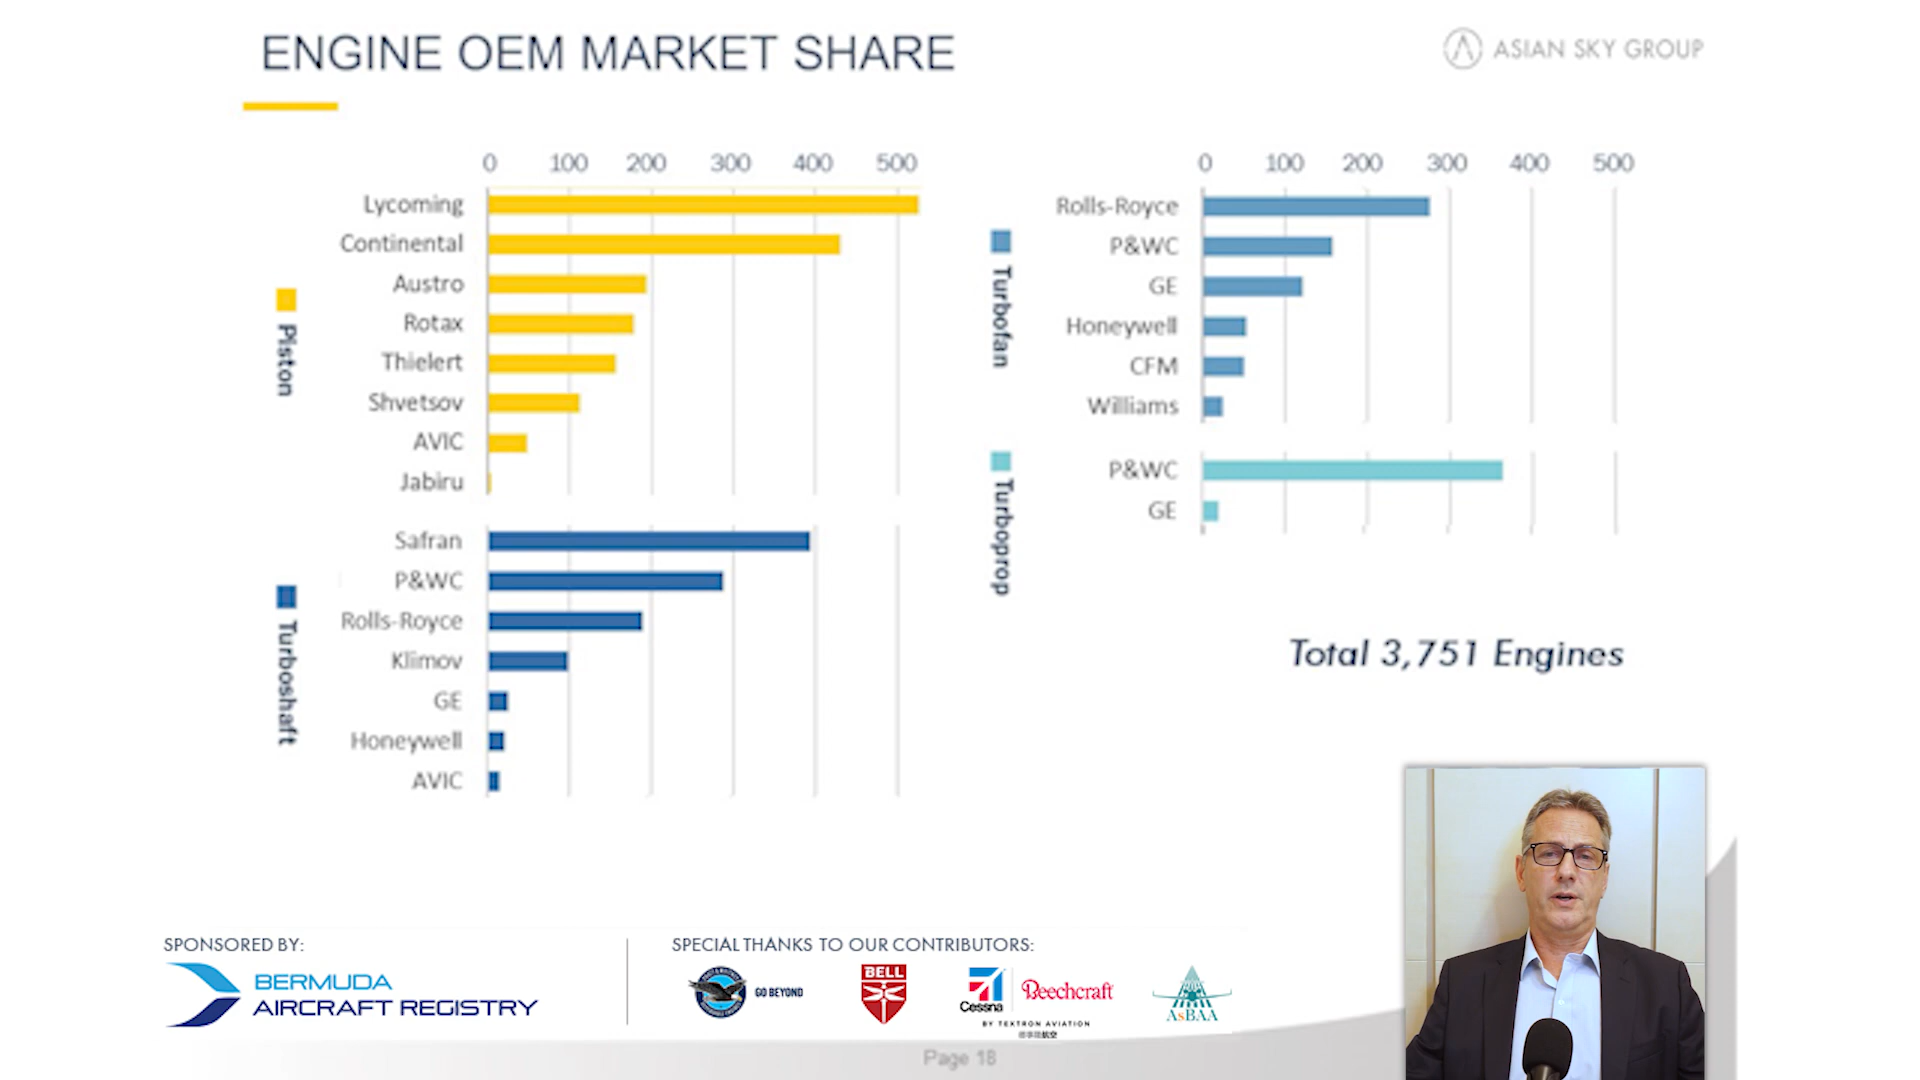 ENGINE OEM MARKET SHARE
ASIAN SKY GROUP
0 100 200 300 400 500
Piston
Lycoming
Continental
Austro
Rotax
Thielert
Shvetsov
AVIC
Jabiru
Turboshaft
Safran
P&WC
Rolls-Royce
Klimov
GE
Honeywell
AVIC
0 100 200 300 400 500
Turbofan
Rolls-Royce
P&WC
GE
Honeywell
CFM
Williams
Turboprop
P&WC
GE
Total 3,751 Engines
SPONSORED BY:
BERMUDA
AIRCRAFT REGISTRY
SPECIAL THANKS TO OUR CONTRIBUTORS:
GO BEYOND
BELL
Cessna
Beechcraft
BY TEXTRON AVIATION
AsBAA
Page 18